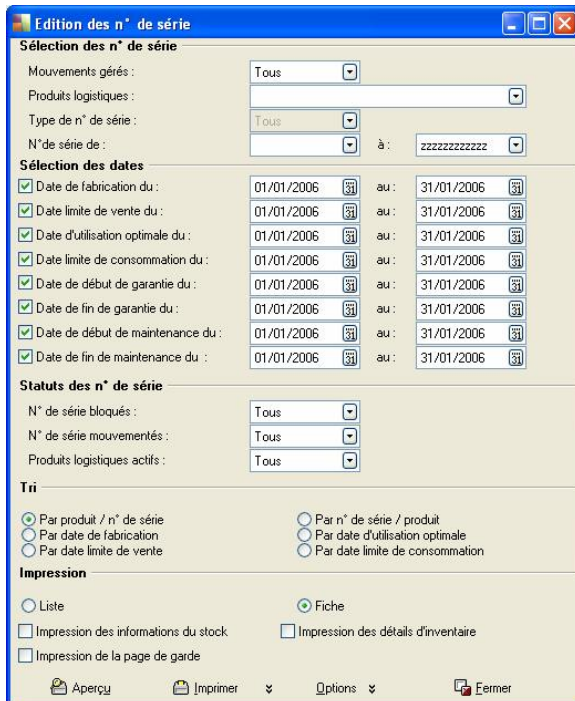 Edition des n° de série
Sélection des n° de série
Mouvements gérés : Tous
Produits logistiques :
Type de n° de série : Tous
N°de série de : à : zzzzzzzzzzzz
Sélection des dates
Date de fabrication du : 01/01/2006 au : 31/01/2006
Date limite de vente du : 01/01/2006 au : 31/01/2006
Date d'utilisation optimale du : 01/01/2006 au : 31/01/2006
Date limite de consommation du : 01/01/2006 au : 31/01/2006
Date de début de garantie du : 01/01/2006 au : 31/01/2006
Date de fin de garantie du : 01/01/2006 au : 31/01/2006
Date de début de maintenance du : 01/01/2006 au : 31/01/2006
Date de fin de maintenance du : 01/01/2006 au : 31/01/2006
Statuts des n° de série
N° de série bloqués : Tous
N° de série mouvementés : Tous
Produits logistiques actifs : Tous
Tri
Par produit / n° de série Par n° de série / produit
Par date de fabrication Par date d'utilisation optimale
Par date limite de vente Par date limite de consommation
Impression
Liste Fiche
Impression des informations du stock Impression des détails d'inventaire
Impression de la page de garde
Aperçu Imprimer Options Fermer